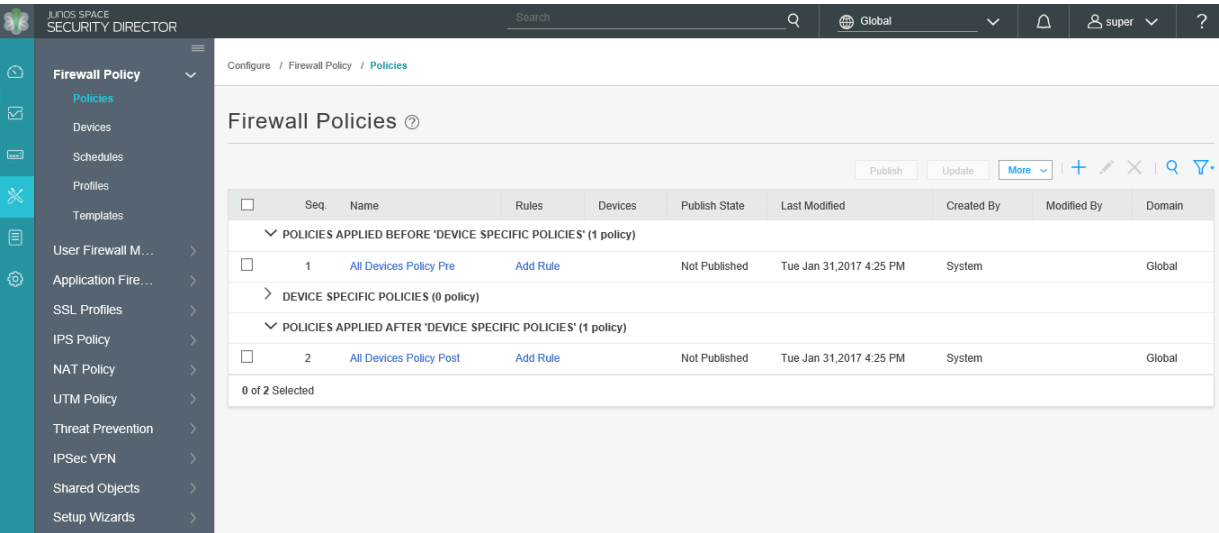 JUNOS SPACE
SECURITY DIRECTOR
Search
Global
super
?
Firewall Policy
Policies
Devices
Schedules
Profiles
Templates
User Firewall M...
Application Fire...
SSL Profiles
IPS Policy
NAT Policy
UTM Policy
Threat Prevention
IPSec VPN
Shared Objects
Setup Wizards
Configure / Firewall Policy / Policies
Firewall Policies ?
Publish Update More
Seq. Name Rules Devices Publish State Last Modified Created By Modified By Domain
POLICIES APPLIED BEFORE 'DEVICE SPECIFIC POLICIES' (1 policy)
1 All Devices Policy Pre Add Rule Not Published Tue Jan 31,2017 4:25 PM System Global
DEVICE SPECIFIC POLICIES (0 policy)
POLICIES APPLIED AFTER 'DEVICE SPECIFIC POLICIES' (1 policy)
2 All Devices Policy Post Add Rule Not Published Tue Jan 31,2017 4:25 PM System Global
0 of 2 Selected